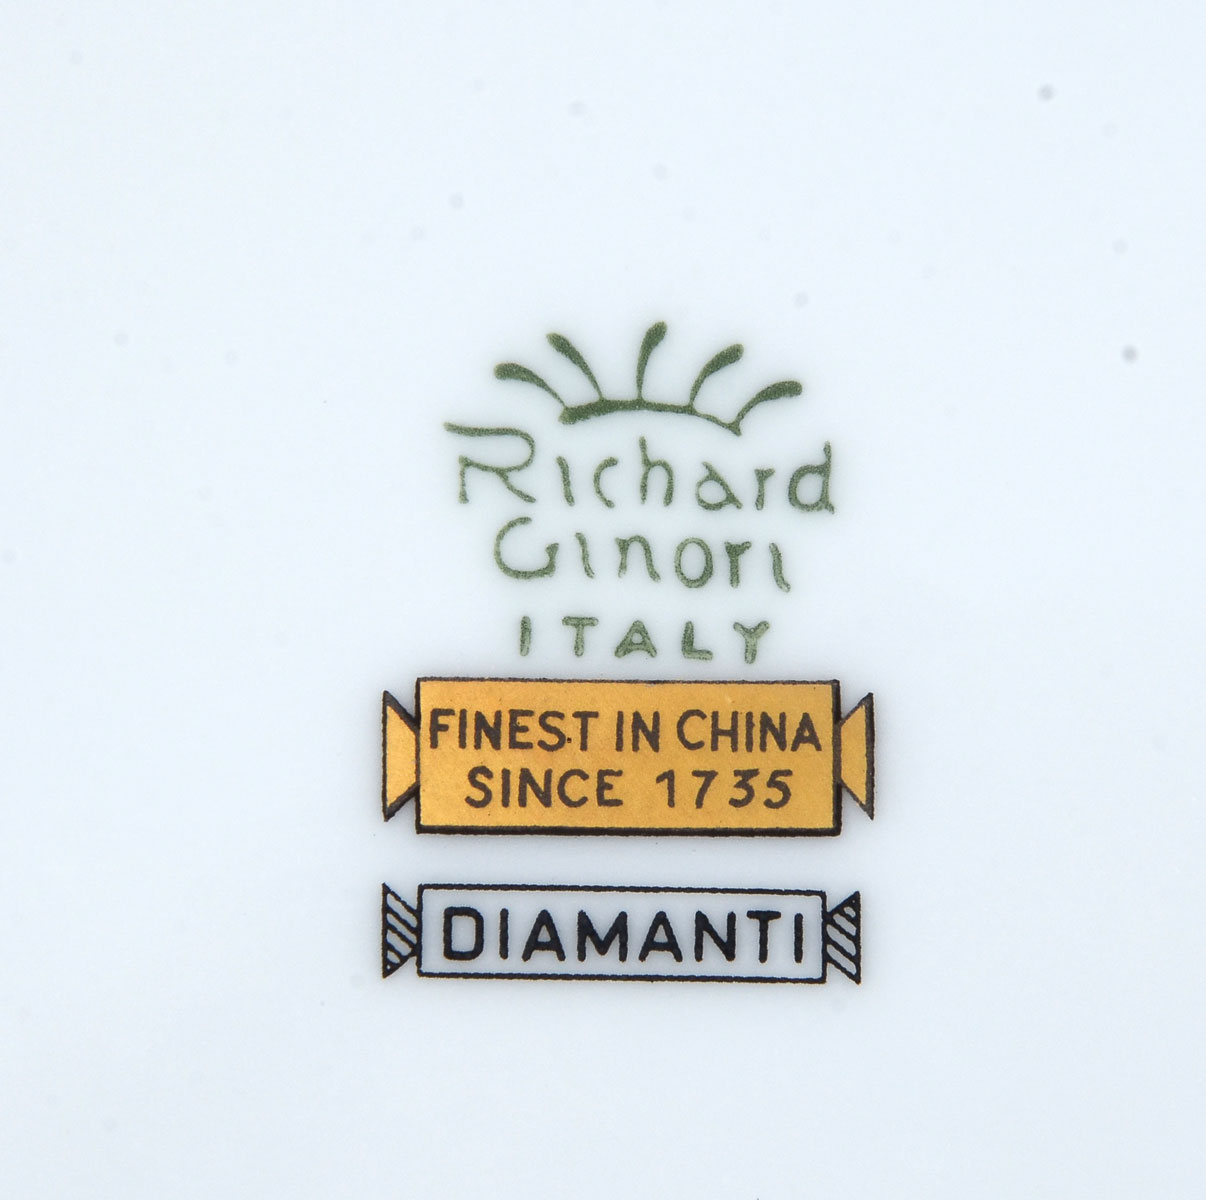 Richard
Ginori
ITALY
FINEST IN CHINA
SINCE 1735
DIAMANTI